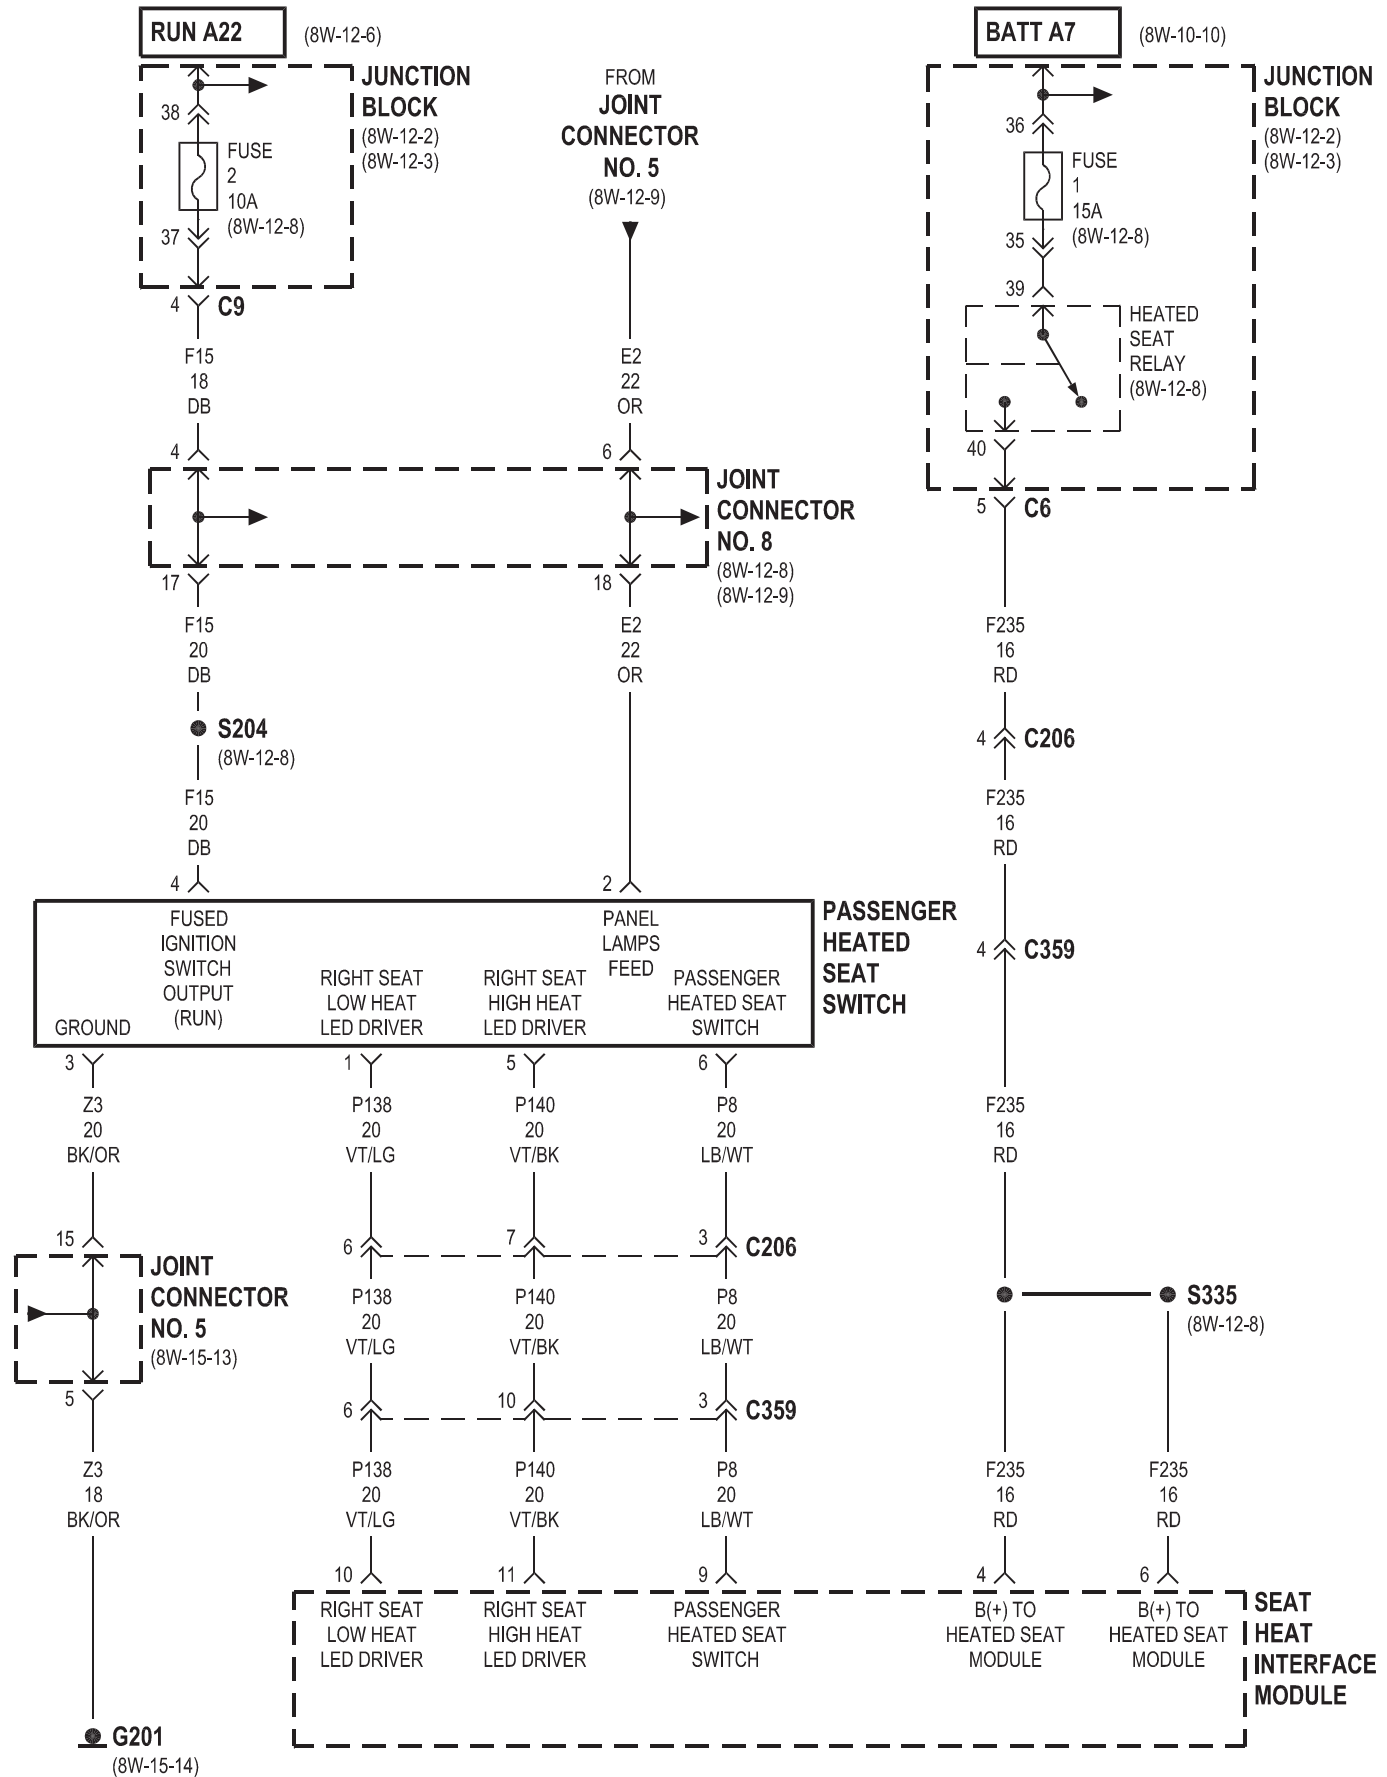 RUN A22
(8W-12-6)
BATT A7
(8W-10-10)
JUNCTION
BLOCK
(8W-12-2)
(8W-12-3)
38
FUSE
2
10A
(8W-12-8)
37
4
C9
FROM
JOINT
CONNECTOR
NO. 5
(8W-12-9)
JUNCTION
BLOCK
(8W-12-2)
(8W-12-3)
36
FUSE
1
15A
(8W-12-8)
35
39
HEATED
SEAT
RELAY
(8W-12-8)
40
5
C6
F15
18
DB
E2
22
OR
4
6
JOINT
CONNECTOR
NO. 8
(8W-12-8)
(8W-12-9)
17
18
F15
20
DB
E2
22
OR
F235
16
RD
S204
(8W-12-8)
4
C206
F15
20
DB
F235
16
RD
4
2
4
C359
FUSED
IGNITION
SWITCH
OUTPUT
(RUN)
PANEL
LAMPS
FEED
PASSENGER
HEATED
SEAT
SWITCH
GROUND
RIGHT SEAT
LOW HEAT
LED DRIVER
RIGHT SEAT
HIGH HEAT
LED DRIVER
PASSENGER
HEATED SEAT
SWITCH
3
1
5
6
Z3
20
BK/OR
P138
20
VT/LG
P140
20
VT/BK
P8
20
LB/WT
F235
16
RD
15
6
7
3
C206
JOINT
CONNECTOR
NO. 5
(8W-15-13)
P138
20
VT/LG
P140
20
VT/BK
P8
20
LB/WT
S335
(8W-12-8)
5
6
10
3
C359
Z3
18
BK/OR
P138
20
VT/LG
P140
20
VT/BK
P8
20
LB/WT
F235
16
RD
F235
16
RD
10
11
9
4
6
RIGHT SEAT
LOW HEAT
LED DRIVER
RIGHT SEAT
HIGH HEAT
LED DRIVER
PASSENGER
HEATED SEAT
SWITCH
B(+) TO
HEATED SEAT
MODULE
B(+) TO
HEATED SEAT
MODULE
SEAT
HEAT
INTERFACE
MODULE
G201
(8W-15-14)